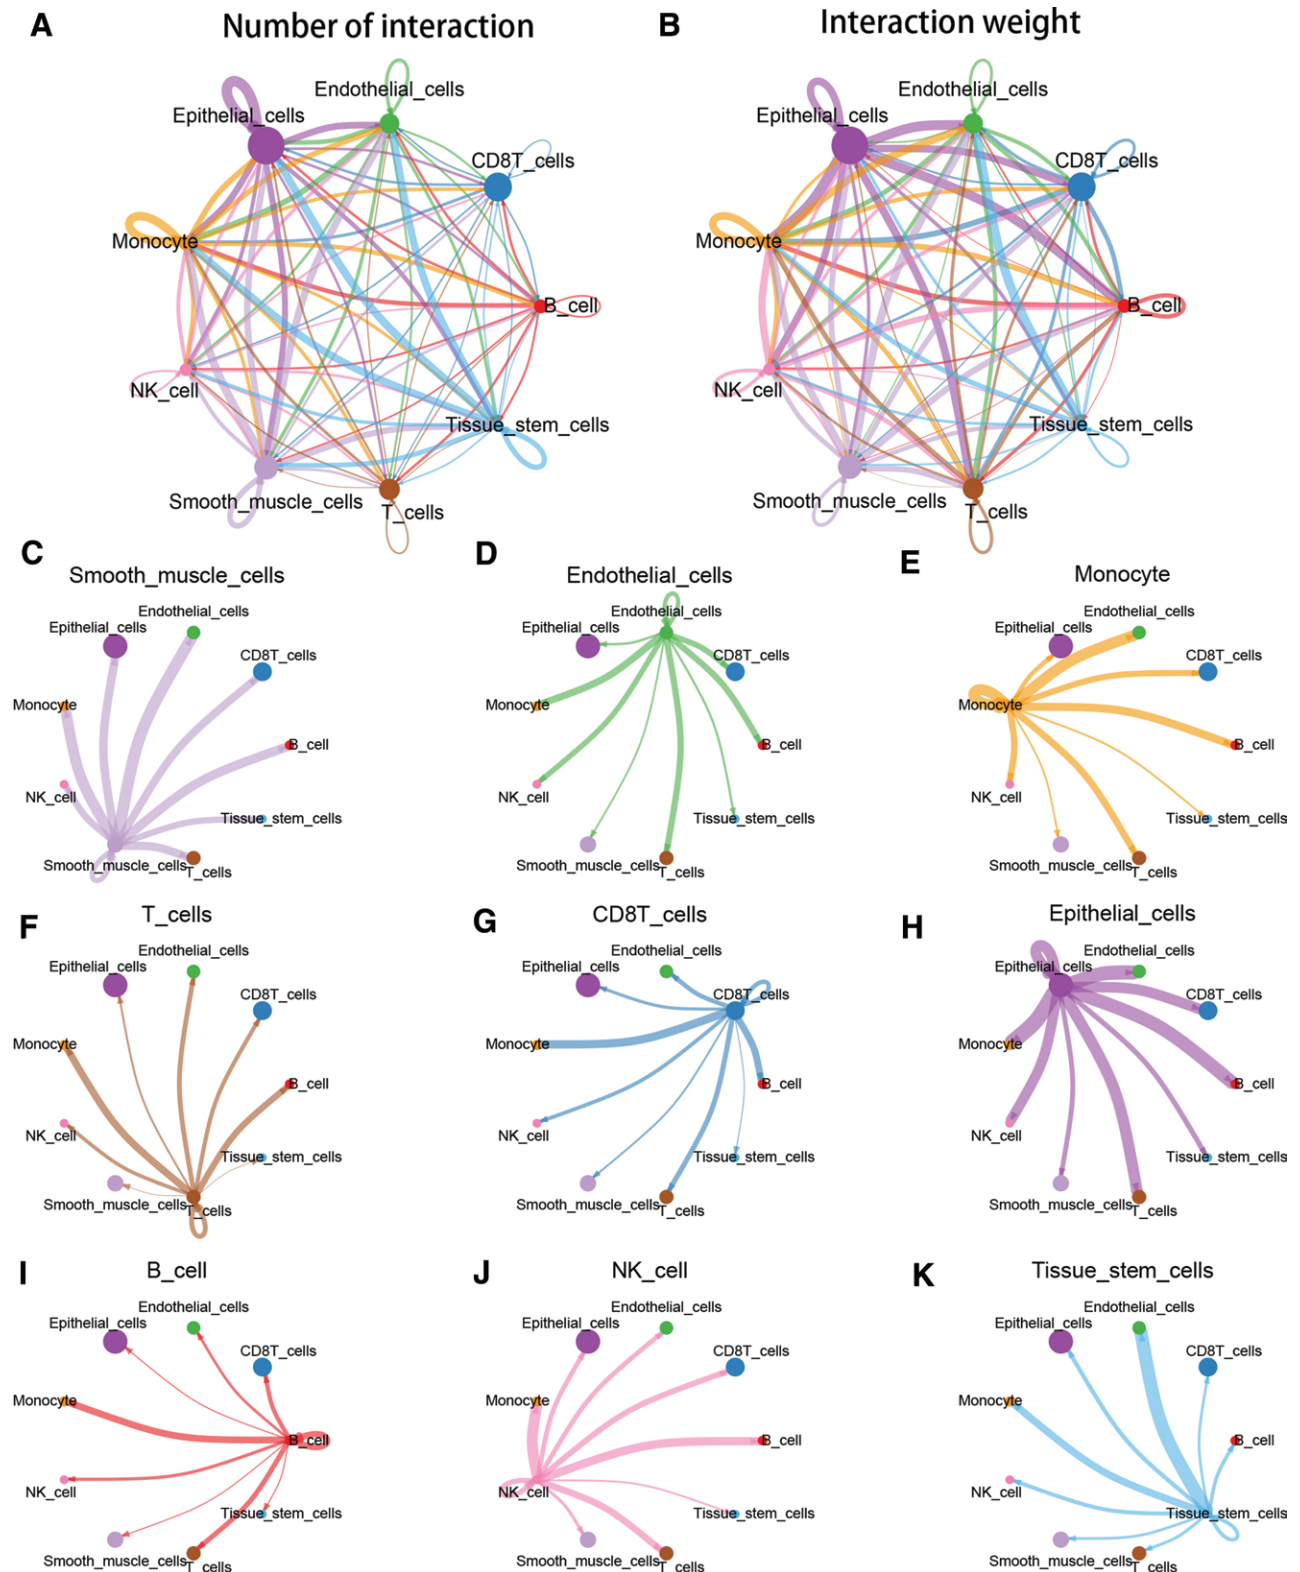 A
Number of interaction
Endothelial_cells
Epithelial_cells
CD8T_cells
Monocyte
B_cell
NK_cell
Tissue_stem_cells
Smooth_muscle_cells
T_cells
B
Interaction weight
Endothelial_cells
Epithelial_cells
CD8T_cells
Monocyte
B_cell
NK_cell
Tissue_stem_cells
Smooth_muscle_cells
T_cells
C
Smooth_muscle_cells
Endothelial_cells
Epithelial_cells
CD8T_cells
Monocyte
B_cell
NK_cell
Tissue_stem_cells
Smooth_muscle_cells
T_cells
D
Endothelial_cells
Endothelial_cells
Epithelial_cells
CD8T_cells
Monocyte
B_cell
NK_cell
Tissue_stem_cells
Smooth_muscle_cells
T_cells
E
Monocyte
Endothelial_cells
Epithelial_cells
CD8T_cells
Monocyte
B_cell
NK_cell
Tissue_stem_cells
Smooth_muscle_cells
T_cells
F
T_cells
Endothelial_cells
Epithelial_cells
CD8T_cells
Monocyte
B_cell
NK_cell
Tissue_stem_cells
Smooth_muscle_cells
T_cells
G
CD8T_cells
Endothelial_cells
Epithelial_cells
CD8T_cells
Monocyte
B_cell
NK_cell
Tissue_stem_cells
Smooth_muscle_cells
T_cells
H
Epithelial_cells
Endothelial_cells
Epithelial_cells
CD8T_cells
Monocyte
B_cell
NK_cell
Tissue_stem_cells
Smooth_muscle_cells
T_cells
I
B_cell
Endothelial_cells
Epithelial_cells
CD8T_cells
Monocyte
B_cell
NK_cell
Tissue_stem_cells
Smooth_muscle_cells
T_cells
J
NK_cell
Endothelial_cells
Epithelial_cells
CD8T_cells
Monocyte
B_cell
NK_cell
Tissue_stem_cells
Smooth_muscle_cells
T_cells
K
Tissue_stem_cells
Endothelial_cells
Epithelial_cells
CD8T_cells
Monocyte
B_cell
NK_cell
Tissue_stem_cells
Smooth_muscle_cells
T_cells